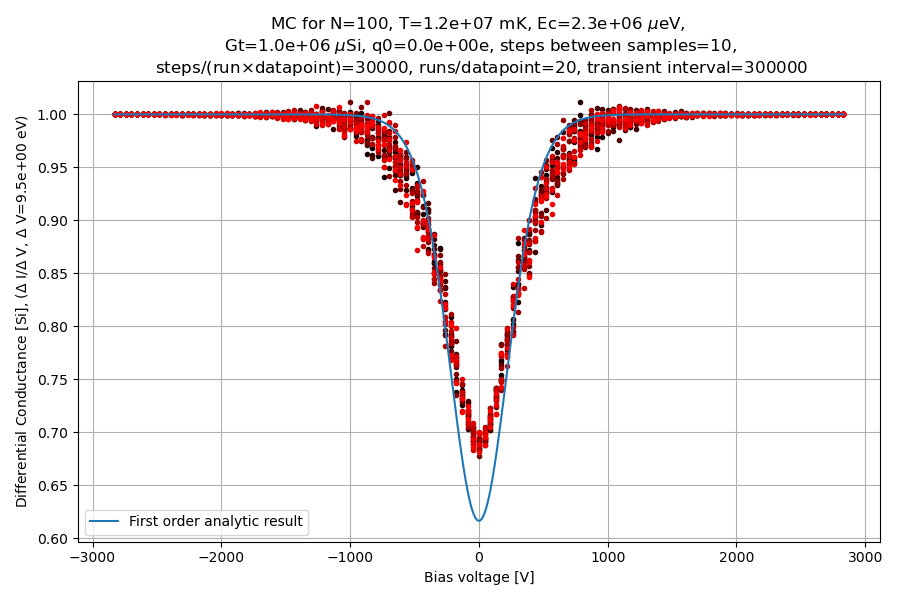 MC for N=100, T=1.2e+07 mK, Ec=2.3e+06 μeV,
Gt=1.0e+06 μSi, q0=0.0e+00e, steps between samples=10,
steps/(run×datapoint)=30000, runs/datapoint=20, transient interval=300000
Differential Conductance [Si], (Δ I/Δ V, Δ V=9.5e+00 eV)
1.00
0.95
0.90
0.85
0.80
0.75
0.70
0.65
0.60
First order analytic result
−3000 −2000 −1000 0 1000 2000 3000
Bias voltage [V]